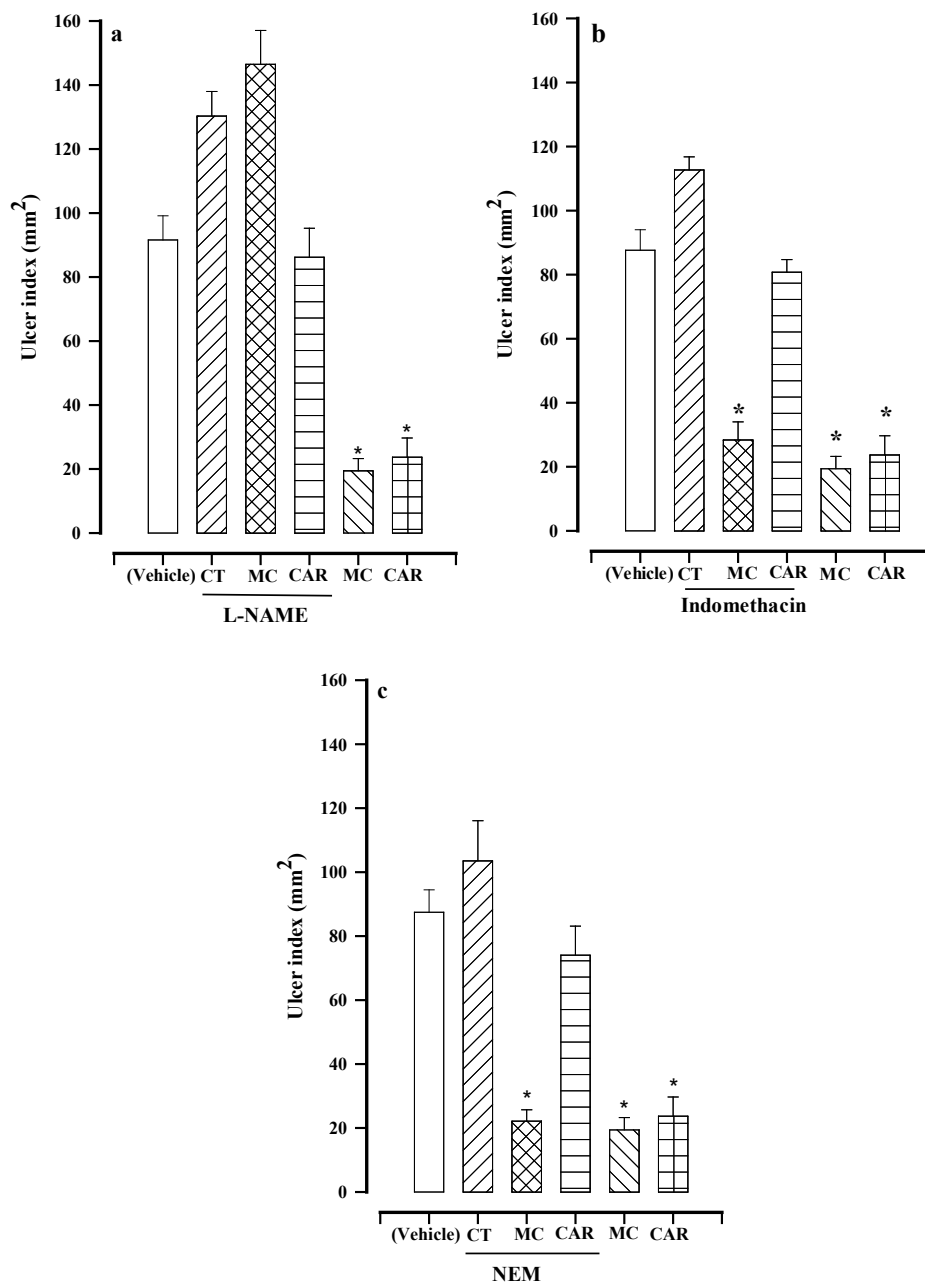 a
160
140
120
100
80
60
40
20
0
Ulcer index (mm²)
* *
(Vehicle) CT MC CAR MC CAR
L-NAME
b
160
140
120
100
80
60
40
20
0
Ulcer index (mm²)
* * *
(Vehicle) CT MC CAR MC CAR
Indomethacin
c
160
140
120
100
80
60
40
20
0
Ulcer index (mm²)
* * *
(Vehicle) CT MC CAR MC CAR
NEM